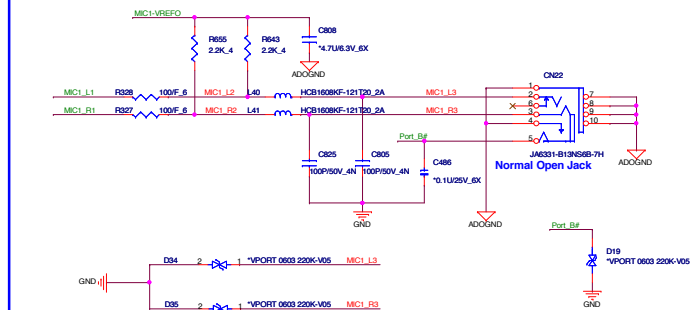 MIC1-VREFO
C808
R655
R643
2.2K_4
2.2K_4
*4.7U/6.3V_6X
ADOGND
CN22
MIC1_L1
R328
100/F_6
MIC1_L2
L40
HCB1608KF-121T20_2A
MIC1_L3
MIC1_R1
R327
100/F_6
MIC1_R2
L41
HCB1608KF-121T20_2A
MIC1_R3
1
2
6
3
4
5
7
8
9
10
Port_B#
JA6331-B13NS6B-7H
Normal Open Jack
ADOGND
C825
C805
C486
100P/50V_4N
100P/50V_4N
*0.1U/25V_6X
GND
ADOGND
Port_B#
D19
*VPORT 0603 220K-V05
GND
D34
2
1
*VPORT 0603 220K-V05
MIC1_L3
GND
D35
2
1
*VPORT 0603 220K-V05
MIC1_R3